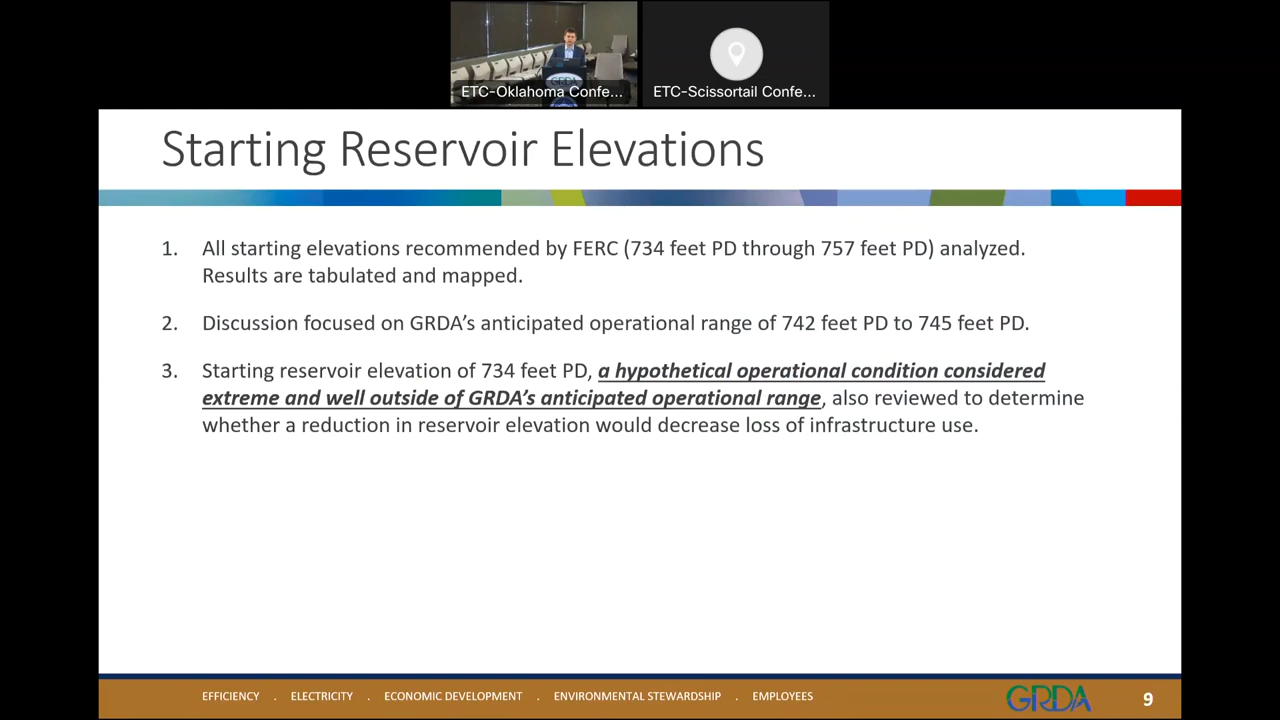 GRDA
ETC-Oklahoma Confe...
ETC-Scissortail Confe...
Starting Reservoir Elevations
1. All starting elevations recommended by FERC (734 feet PD through 757 feet PD) analyzed.
Results are tabulated and mapped.
2. Discussion focused on GRDA’s anticipated operational range of 742 feet PD to 745 feet PD.
3. Starting reservoir elevation of 734 feet PD, a hypothetical operational condition considered
extreme and well outside of GRDA’s anticipated operational range, also reviewed to determine
whether a reduction in reservoir elevation would decrease loss of infrastructure use.
EFFICIENCY . ELECTRICITY . ECONOMIC DEVELOPMENT . ENVIRONMENTAL STEWARDSHIP . EMPLOYEES
GRDA
9